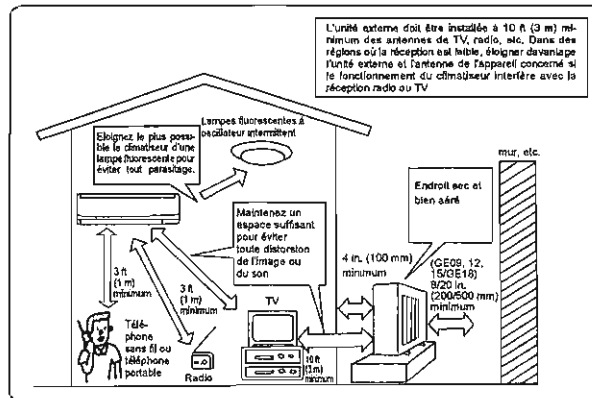 L'unité externe doit être installée à 10 ft (3 m) mi-
nimum des antennes de TV, radio, etc. Dans des
régions où la réception est faible, éloigner davantage
l'unité externe et l'antenne de l'appareil concerné si
le fonctionnement du climatiseur interfère avec la
réception radio ou TV
Lampes fluorescentes à
oscillateur intermittent
Eloignez le plus possi-
ble le climatiseur d'une
lampe fluorescente pour
éviter tout parasitage.
mur, etc.
Endroit sec et
bien aéré
Maintenez un
espace suffisant
pour éviter
toute distorsion
de l'image ou
du son
4 in. (100 mm)
minimum
(GE09, 12,
15/GE18)
8/20 in.
(200/500 mm)
minimum
3 ft
(1 m)
minimum
3 ft
(1 m)
minimum
TV
Télé-
phone
sans fil ou
téléphone
portable
Radio
10 ft
(3 m)
minimum